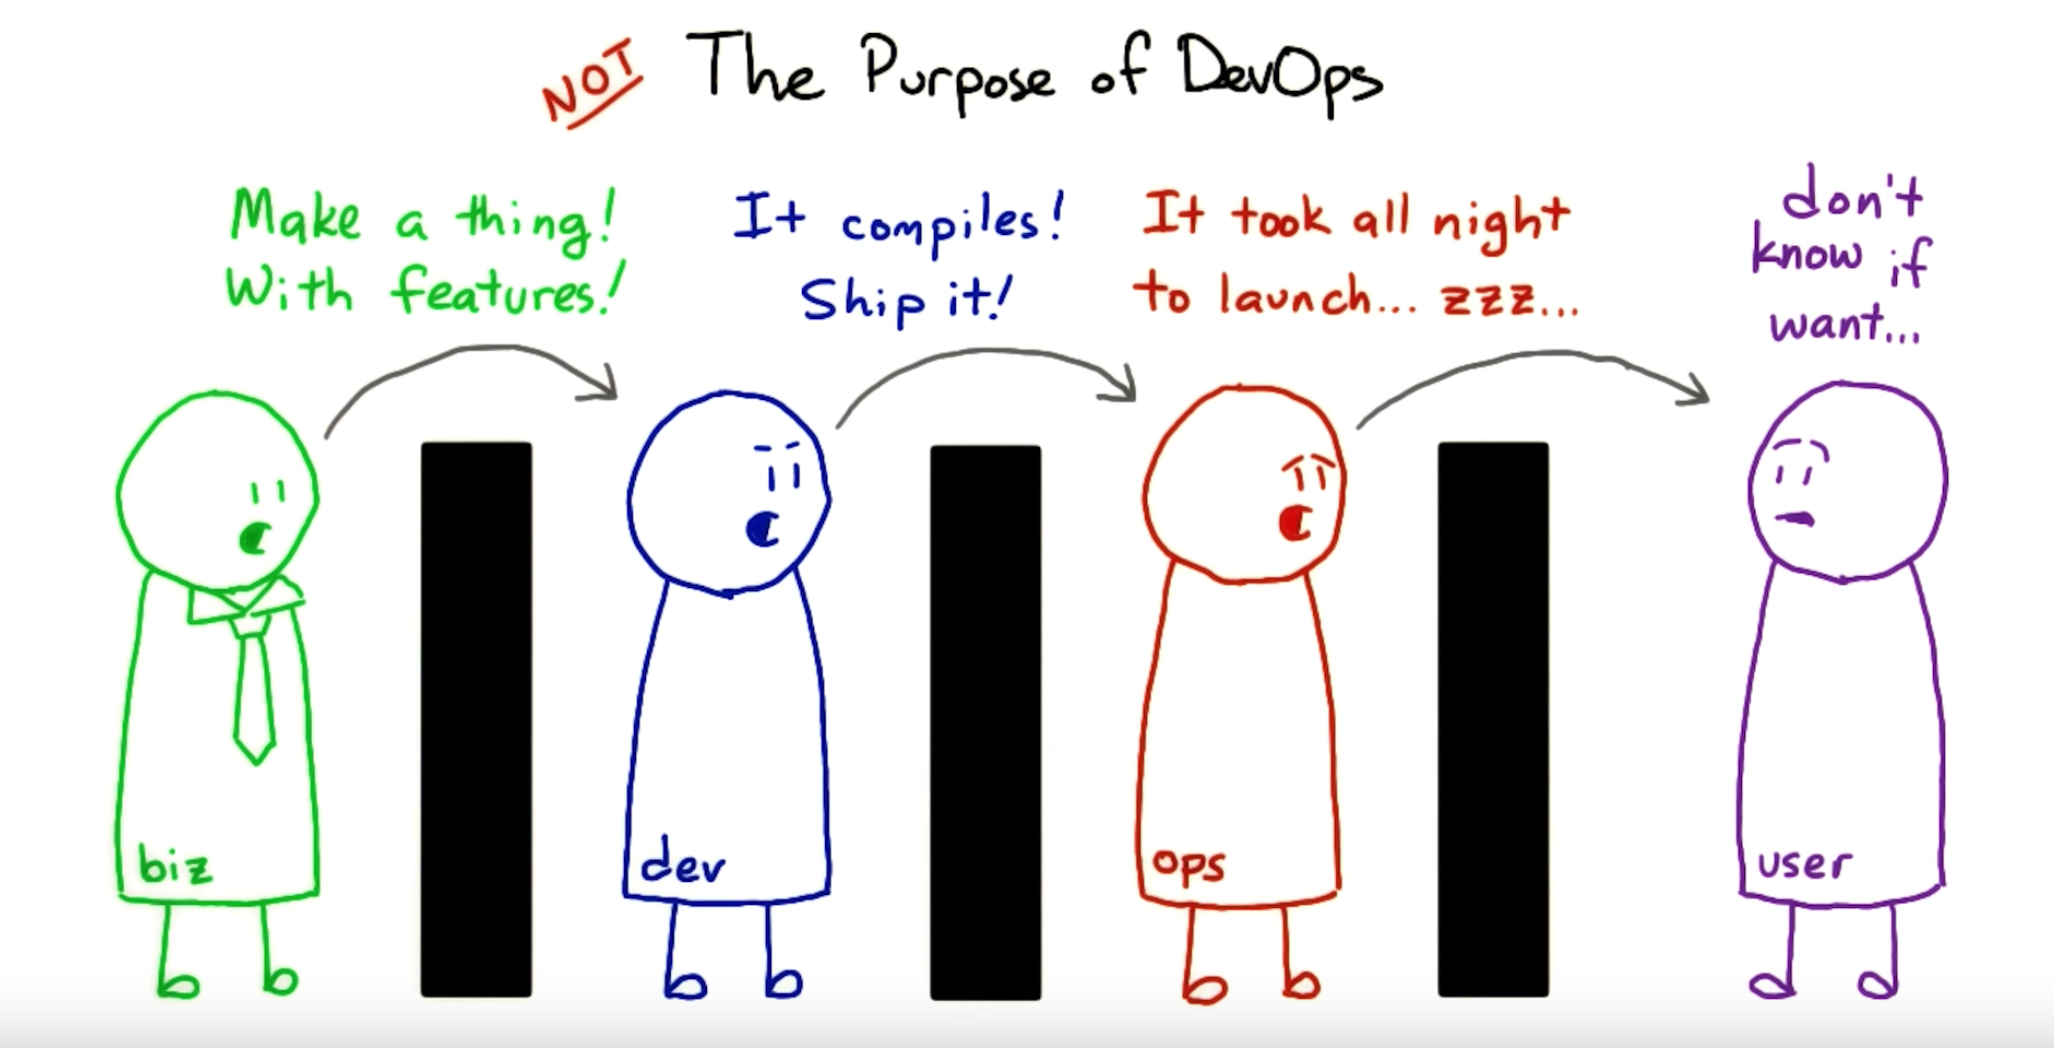 NOT The Purpose of DevOps
Make a thing!
With features!
It compiles!
Ship it!
It took all night
to launch... zzz...
don't
know if
want...
biz
dev
ops
user